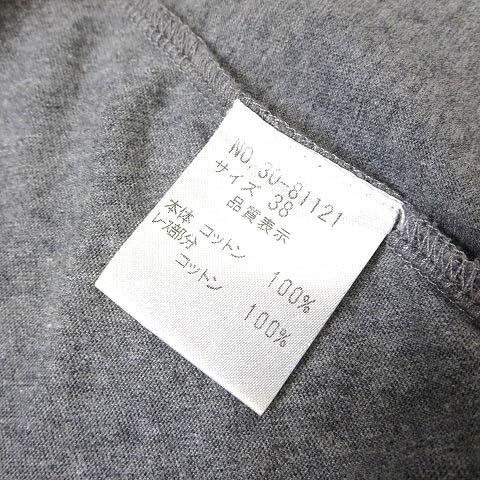 NO. 30-81121
サイズ 38
品質表示
本体 コットン 100%
レース部分
コットン 100%